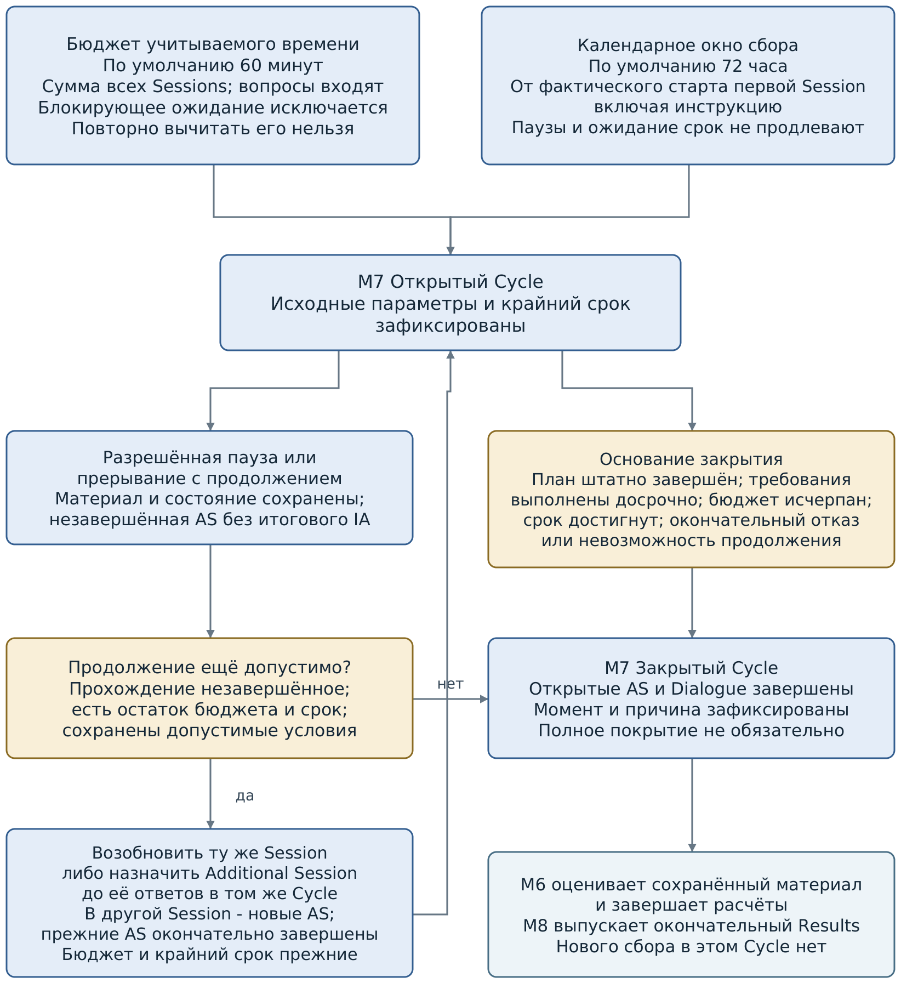 Бюджет учитываемого времени
По умолчанию 60 минут
Сумма всех Sessions; вопросы входят
Блокирующее ожидание исключается
Повторно вычитать его нельзя
Календарное окно сбора
По умолчанию 72 часа
От фактического старта первой Session
включая инструкцию
Паузы и ожидание срок не продлевают
M7 Открытый Cycle
Исходные параметры и крайний срок
зафиксированы
Разрешённая пауза или
прерывание с продолжением
Материал и состояние сохранены;
незавершённая AS без итогового IA
Основание закрытия
План штатно завершён; требования
выполнены досрочно; бюджет исчерпан;
срок достигнут; окончательный отказ
или невозможность продолжения
Продолжение ещё допустимо?
Прохождение незавершённое;
есть остаток бюджета и срок;
сохранены допустимые условия
нет
M7 Закрытый Cycle
Открытые AS и Dialogue завершены
Момент и причина зафиксированы
Полное покрытие не обязательно
да
Возобновить ту же Session
либо назначить Additional Session
до её ответов в том же Cycle
В другой Session - новые AS;
прежние AS окончательно завершены
Бюджет и крайний срок прежние
M6 оценивает сохранённый материал
и завершает расчёты
M8 выпускает окончательный Results
Нового сбора в этом Cycle нет